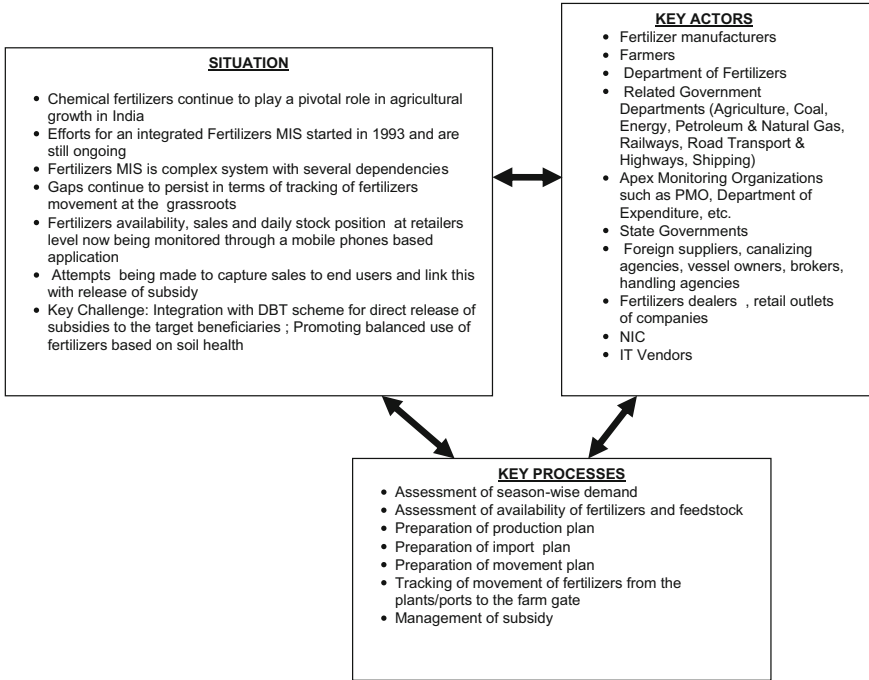 SITUATION
• Chemical fertilizers continue to play a pivotal role in agricultural
growth in India
• Efforts for an integrated Fertilizers MIS started in 1993 and are
still ongoing
• Fertilizers MIS is complex system with several dependencies
• Gaps continue to persist in terms of tracking of fertilizers
movement at the grassroots
• Fertilizers availability, sales and daily stock position at retailers
level now being monitored through a mobile phones based
application
• Attempts being made to capture sales to end users and link this
with release of subsidy
• Key Challenge: Integration with DBT scheme for direct release of
subsidies to the target beneficiaries ; Promoting balanced use of
fertilizers based on soil health
KEY ACTORS
• Fertilizer manufacturers
• Farmers
• Department of Fertilizers
• Related Government
Departments (Agriculture, Coal,
Energy, Petroleum & Natural Gas,
Railways, Road Transport &
Highways, Shipping)
• Apex Monitoring Organizations
such as PMO, Department of
Expenditure, etc.
• State Governments
• Foreign suppliers, canalizing
agencies, vessel owners, brokers,
handling agencies
• Fertilizers dealers , retail outlets
of companies
• NIC
• IT Vendors
KEY PROCESSES
• Assessment of season-wise demand
• Assessment of availability of fertilizers and feedstock
• Preparation of production plan
• Preparation of import plan
• Preparation of movement plan
• Tracking of movement of fertilizers from the
plants/ports to the farm gate
• Management of subsidy